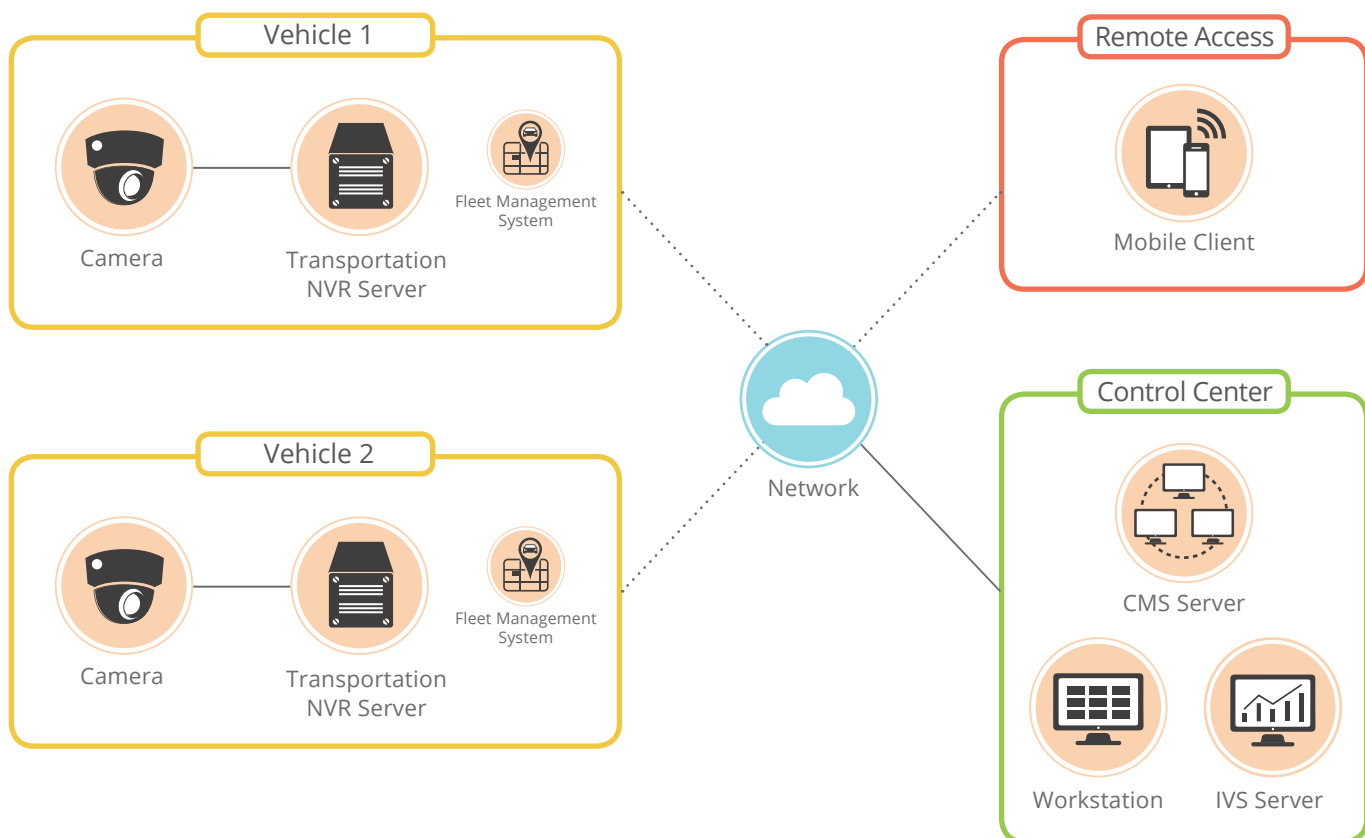 Vehicle 1
Camera
Transportation
NVR Server
Fleet Management
System
Remote Access
Mobile Client
Network
Vehicle 2
Camera
Transportation
NVR Server
Fleet Management
System
Control Center
CMS Server
Workstation
IVS Server